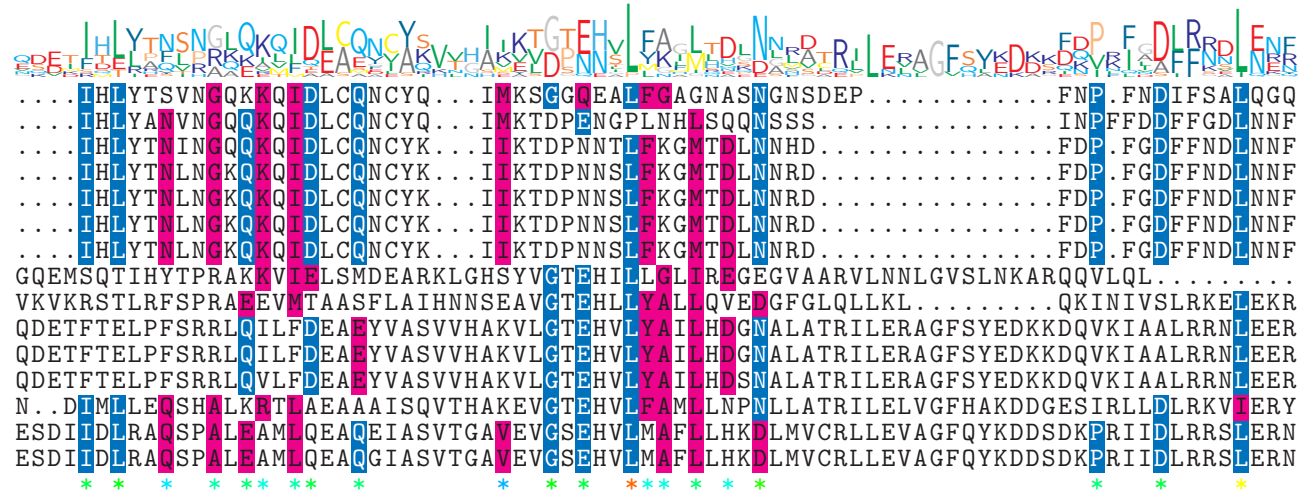 ....IHLYTSVNGQKKQIDLCQNCYQ...IMKSGGQEALFGAGNASNGNSDEP............FNP.FNDIFSALQGQ
....IHLYANVNGQQKQIDLCQNCYQ...IMKTDPENGPLNHLSQQNSSS...............INPFFDDFFGDLNNF
....IHLYTNINGQQKQIDLCQNCYK...IIKTDPNNTLFKGMTDLNNHD...............FDP.FGDFFNDLNNF
....IHLYTNLNGKQKQIDLCQNCYK...IIKTDPNNSLFKGMTDLNNRD...............FDP.FGDFFNDLNNF
....IHLYTNLNGKQKQIDLCQNCYK...IIKTDPNNSLFKGMTDLNNRD...............FDP.FGDFFNDLNNF
....IHLYTNLNGKQKQIDLCQNCYK...IIKTDPNNSLFKGMTDLNNRD...............FDP.FGDFFNDLNNF
....IHLYTNLNGKQKQIDLCQNCYK...IIKTDPNNSLFKGMTDLNNRD...............FDP.FGDFFNDLNNF
GQEMSQTIHYTPRAKKVIELSMDEARKLGHSYVGTEHILLGLIREGEGVAARVLNNLGVSLNKARQQVLQL.........
VKVKRSTLRFSPRAEEVMTAASFLAIHNNSEAVGTEHLLYALLQVEDGFGLQLLKL.........QKINIVSLRKELEKR
QDETFTELPFSRRLQILFDEAEYVASVVHAKVLGTEHVLYAILHDGNALATRILERAGFSYEDKKDQVKIAALRRNLEER
QDETFTELPFSRRLQILFDEAEYVASVVHAKVLGTEHVLYAILHDGNALATRILERAGFSYEDKKDQVKIAALRRNLEER
QDETFTELPFSRRLQVLFDEAEYVASVVHAKVLGTEHVLYAILHDSNALATRILERAGFSYEDKKDQVKIAALRRNLEER
N..DIMLLEQSHALKRTLAEAAAISQVTHAKEVGTEHVLFAMLLNPNLLATRILELVGFHAKDDGESIRLLDLRKVIERY
ESDIIDLRAQSPALEAMLQEAQEIASVTGAVEVGSEHVLMAFLLHKDLMVCRLLEVAGFQYKDDSDKPRIIDLRRSLERN
ESDIIDLRAQSPALEAMLQEAQGIASVTGAVEVGSEHVLMAFLLHKDLMVCRLLEVAGFQYKDDSDKPRIIDLRRSLERN
* * * * * * * * * * * * * * * * * * * * *